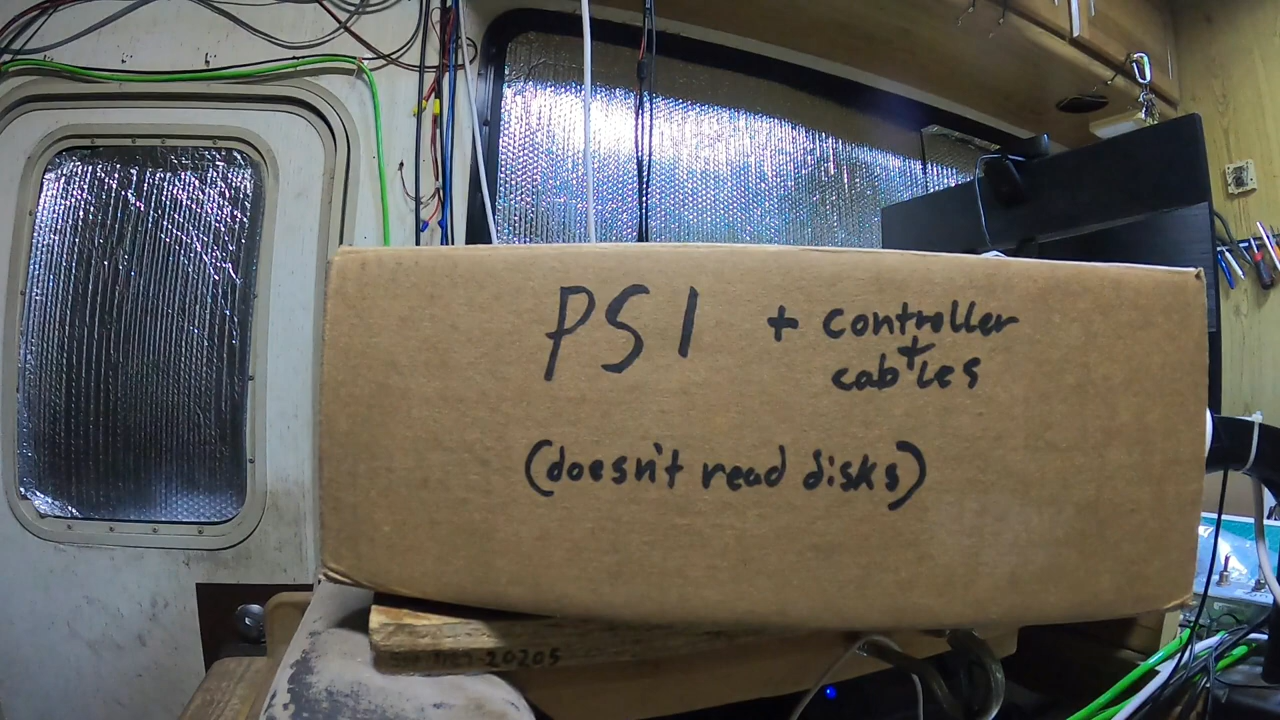 PS1 + controller
+
cables
(doesn't read disks)